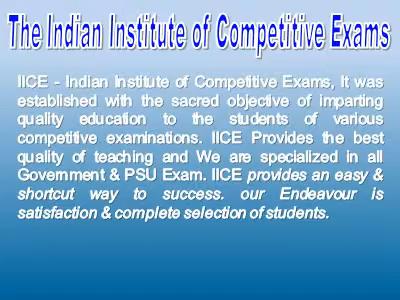 The Indian Institute of Competitive Exams
IICE - Indian Institute of Competitive Exams, It was
established with the sacred objective of imparting
quality education to the students of various
competitive examinations. IICE Provides the best
quality of teaching and We are specialized in all
Government & PSU Exam. IICE provides an easy &
shortcut way to success. our Endeavour is
satisfaction & complete selection of students.